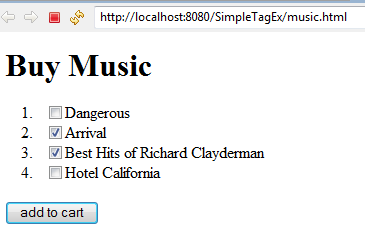 http://localhost:8080/SimpleTagEx/music.html
Buy Music
1. Dangerous
2. Arrival
3. Best Hits of Richard Clayderman
4. Hotel California
add to cart